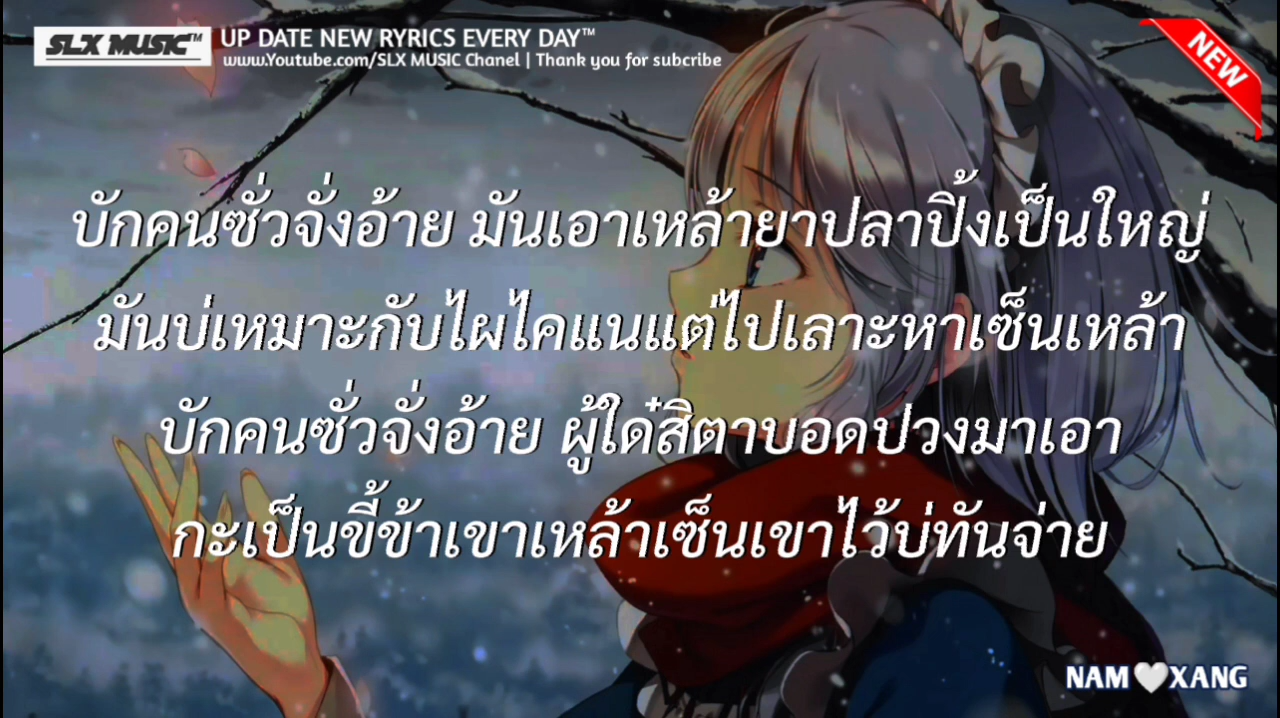 SLX MUSIC™
UP DATE NEW RYRICS EVERY DAY™
www.Youtube.com/SLX MUSIC Chanel | Thank you for subcribe
NEW
บักคนซั่วจั่งอ้าย มันเอาเหล้ายาปลาปิ้งเป็นใหญ่
มันบ่เหมาะกับไผไคแนแต่ไปเลาะหาเซ็นเหล้า
บักคนซั่วจั่งอ้าย ผู้ใด๋สิตาบอดปวงมาเอา
กะเป็นขี้ข้าเขาเหล้าเซ็นเขาไว้บ่ทันจ่าย
NAM🤍XANG